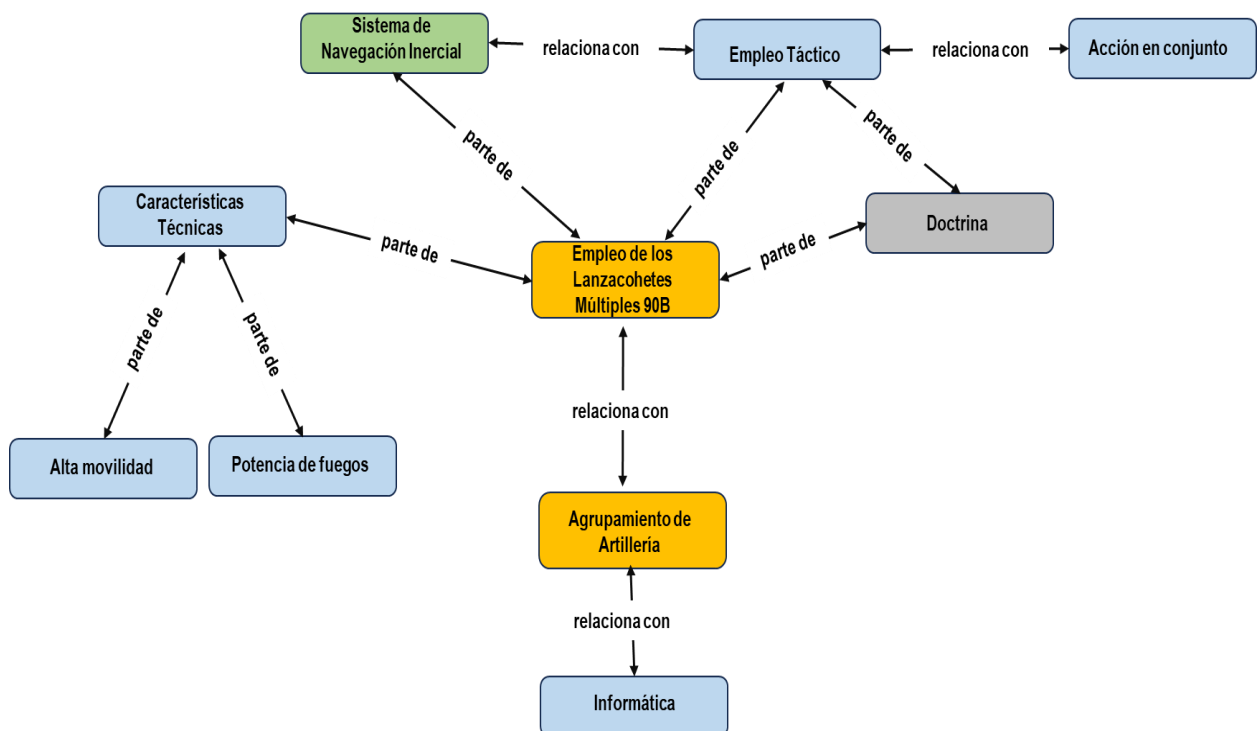 Sistema de
Navegación Inercial
relaciona con
Empleo Táctico
relaciona con
Acción en conjunto
parte de
parte de
parte de
Características
Técnicas
parte de
Empleo de los
Lanzacohetes
Múltiples 90B
parte de
Doctrina
parte de
parte de
Alta movilidad
Potencia de fuegos
relaciona con
Agrupamiento de
Artillería
relaciona con
Informática